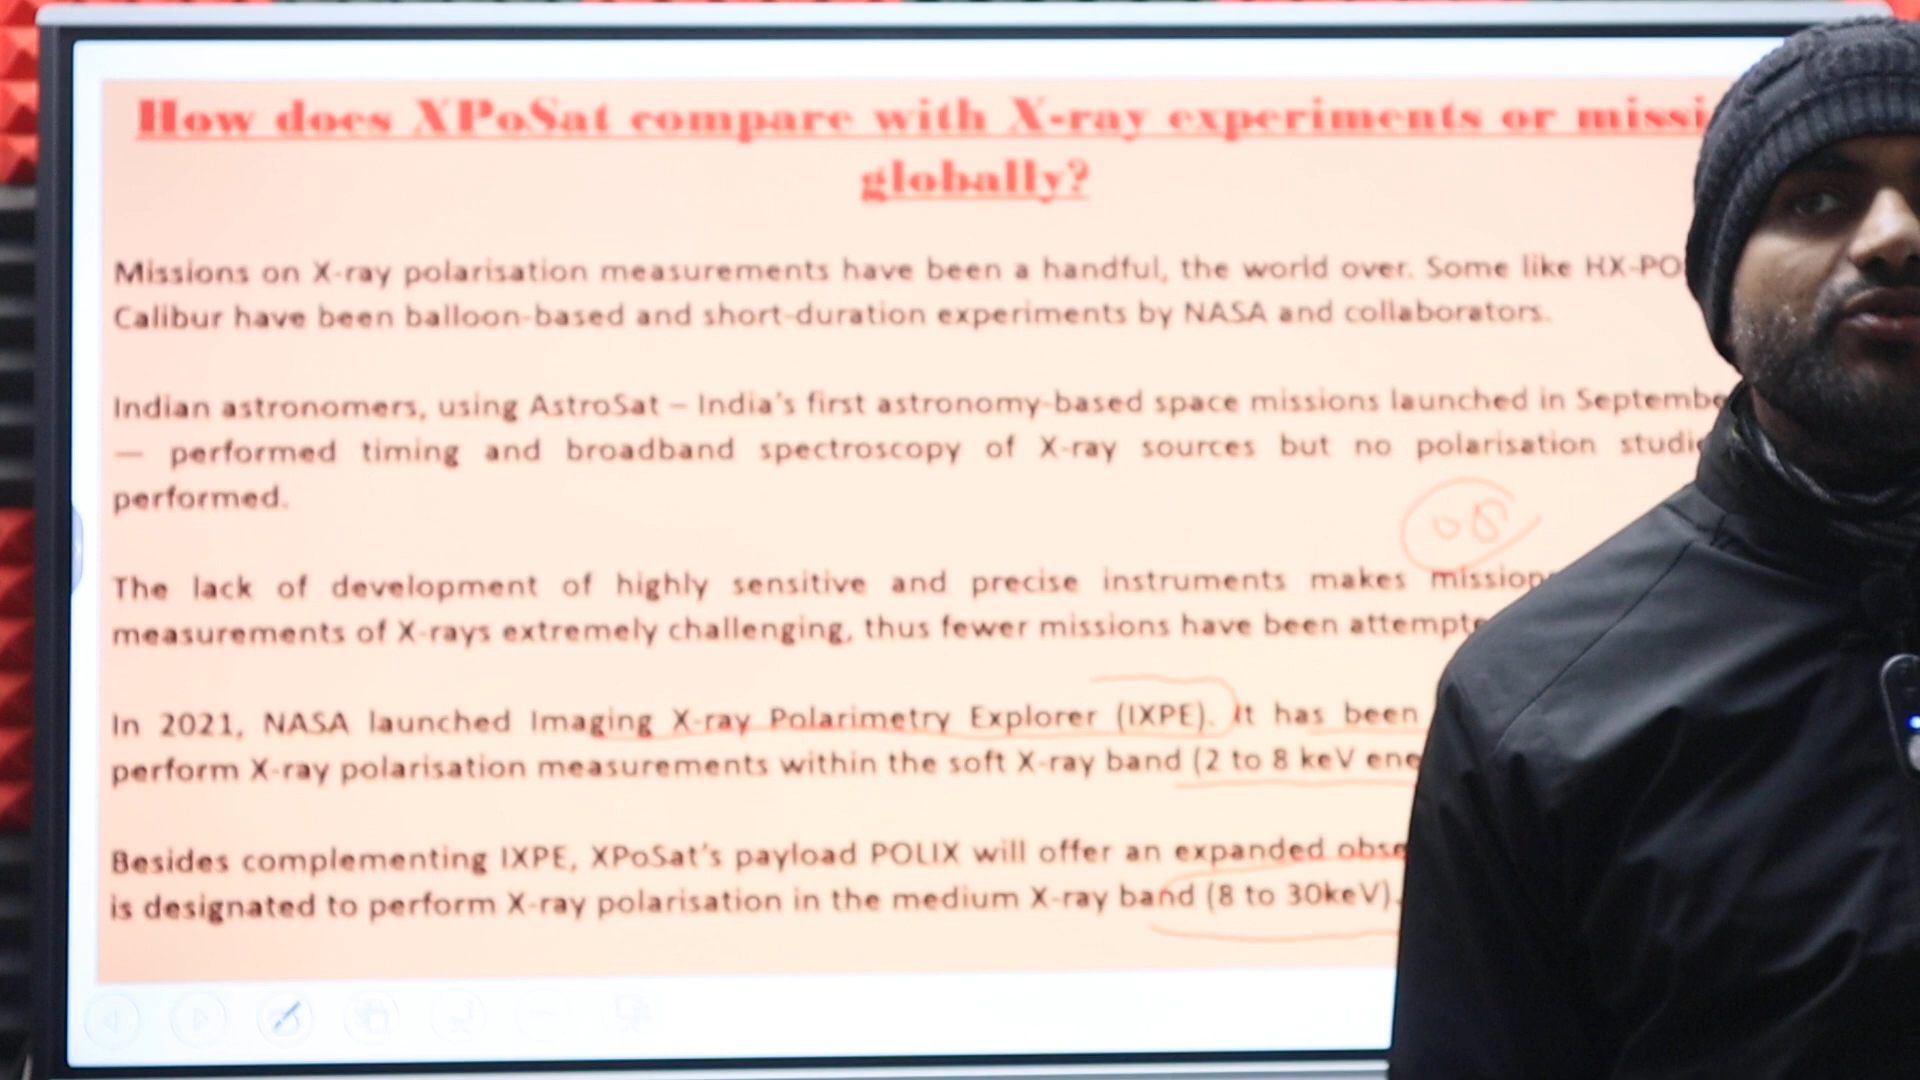 How does XPoSat compare with X-ray experiments or missi
globally?
Missions on X-ray polarisation measurements have been a handful, the world over. Some like HX-PO
Calibur have been balloon-based and short-duration experiments by NASA and collaborators.
Indian astronomers, using AstroSat – India's first astronomy-based space missions launched in Septembe
— performed timing and broadband spectroscopy of X-ray sources but no polarisation studi
performed.
08
The lack of development of highly sensitive and precise instruments makes missions
measurements of X-rays extremely challenging, thus fewer missions have been attempte
In 2021, NASA launched Imaging X-ray Polarimetry Explorer (IXPE). It has been
perform X-ray polarisation measurements within the soft X-ray band (2 to 8 keV ene
Besides complementing IXPE, XPoSat's payload POLIX will offer an expanded obse
is designated to perform X-ray polarisation in the medium X-ray band (8 to 30keV).